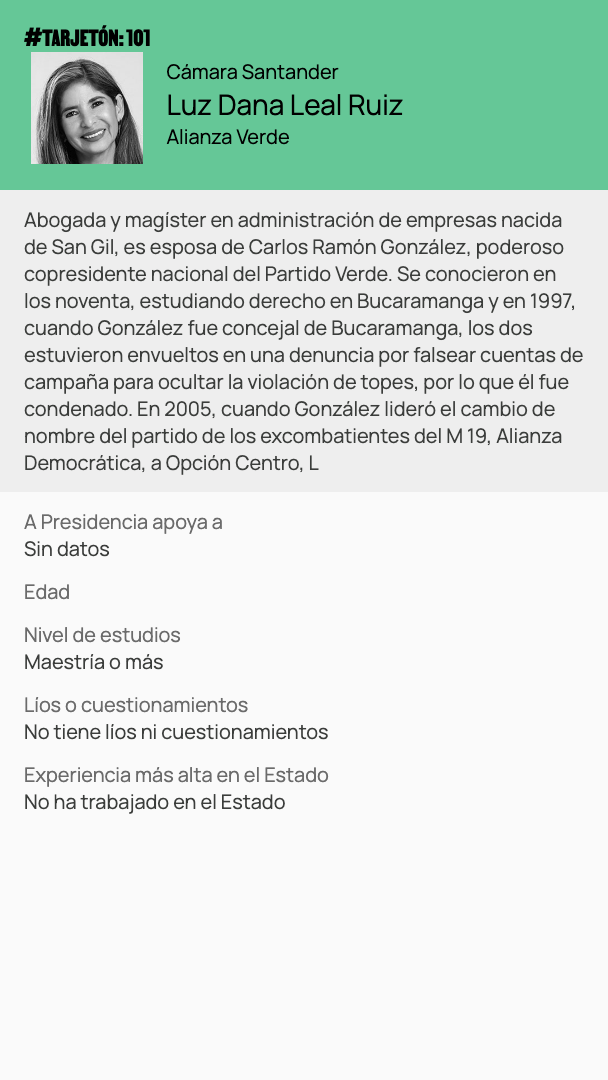 #TARJETÓN: 101
Cámara Santander
Luz Dana Leal Ruiz
Alianza Verde
Abogada y magíster en administración de empresas nacida
de San Gil, es esposa de Carlos Ramón González, poderoso
copresidente nacional del Partido Verde. Se conocieron en
los noventa, estudiando derecho en Bucaramanga y en 1997,
cuando González fue concejal de Bucaramanga, los dos
estuvieron envueltos en una denuncia por falsear cuentas de
campaña para ocultar la violación de topes, por lo que él fue
condenado. En 2005, cuando González lideró el cambio de
nombre del partido de los excombatientes del M 19, Alianza
Democrática, a Opción Centro, L
A Presidencia apoya a
Sin datos
Edad
Nivel de estudios
Maestría o más
Líos o cuestionamientos
No tiene líos ni cuestionamientos
Experiencia más alta en el Estado
No ha trabajado en el Estado